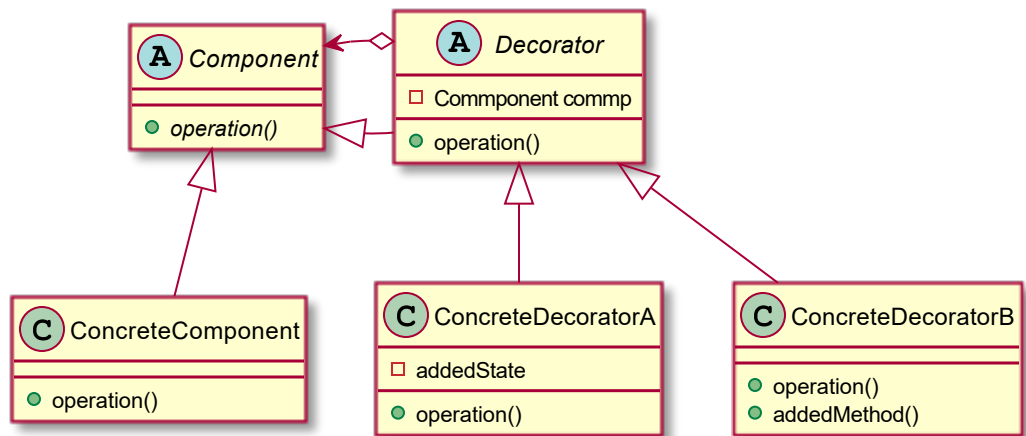 A Component
operation()
A Decorator
Commponent commp
operation()
C ConcreteComponent
operation()
C ConcreteDecoratorA
addedState
operation()
C ConcreteDecoratorB
operation()
addedMethod()